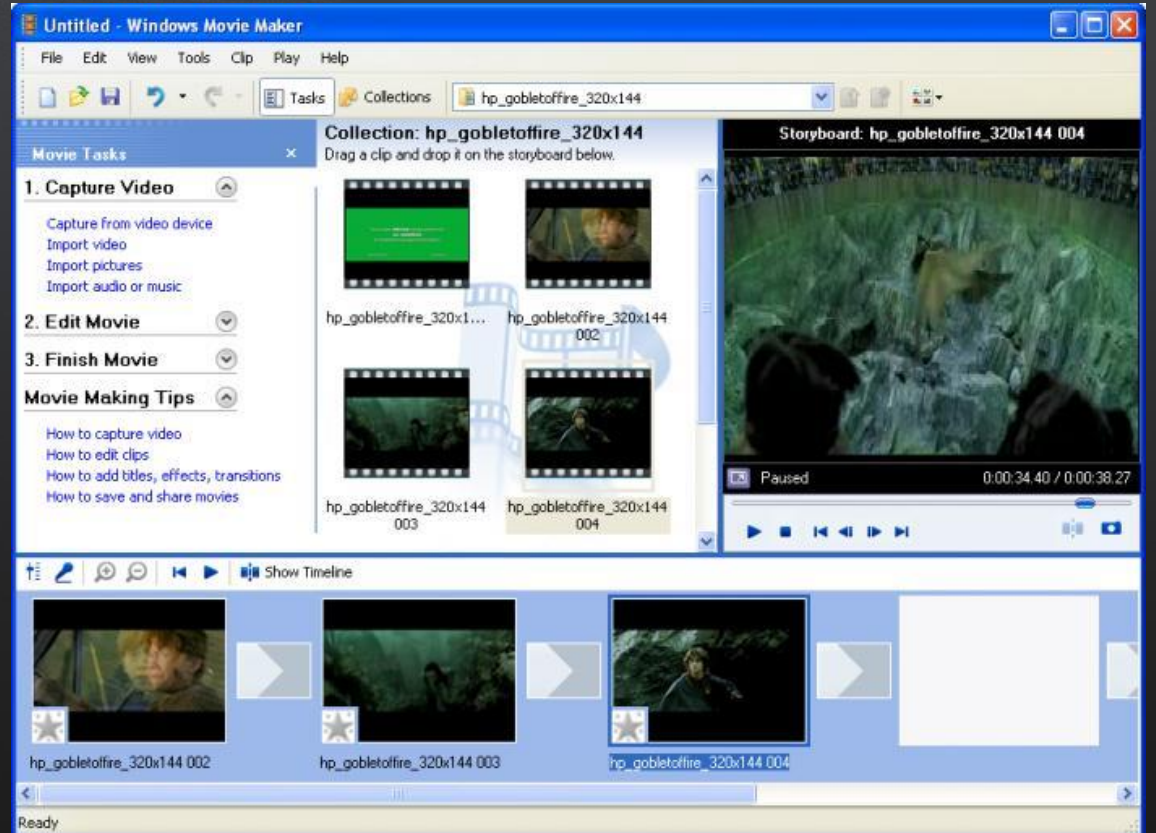 Untitled - Windows Movie Maker
File Edit View Tools Clip Play Help
Tasks Collections hp_gobletoffire_320x144
Movie Tasks
1. Capture Video
Capture from video device
Import video
Import pictures
Import audio or music
2. Edit Movie
3. Finish Movie
Movie Making Tips
How to capture video
How to edit clips
How to add titles, effects, transitions
How to save and share movies
Collection: hp_gobletoffire_320x144
Drag a clip and drop it on the storyboard below.
hp_gobletoffire_320x1...
hp_gobletoffire_320x144
002
hp_gobletoffire_320x144
003
hp_gobletoffire_320x144
004
Storyboard: hp_gobletoffire_320x144 004
Paused 0:00:34.40 / 0:00:38.27
Show Timeline
hp_gobletoffire_320x144 002
hp_gobletoffire_320x144 003
hp_gobletoffire_320x144 004
Ready